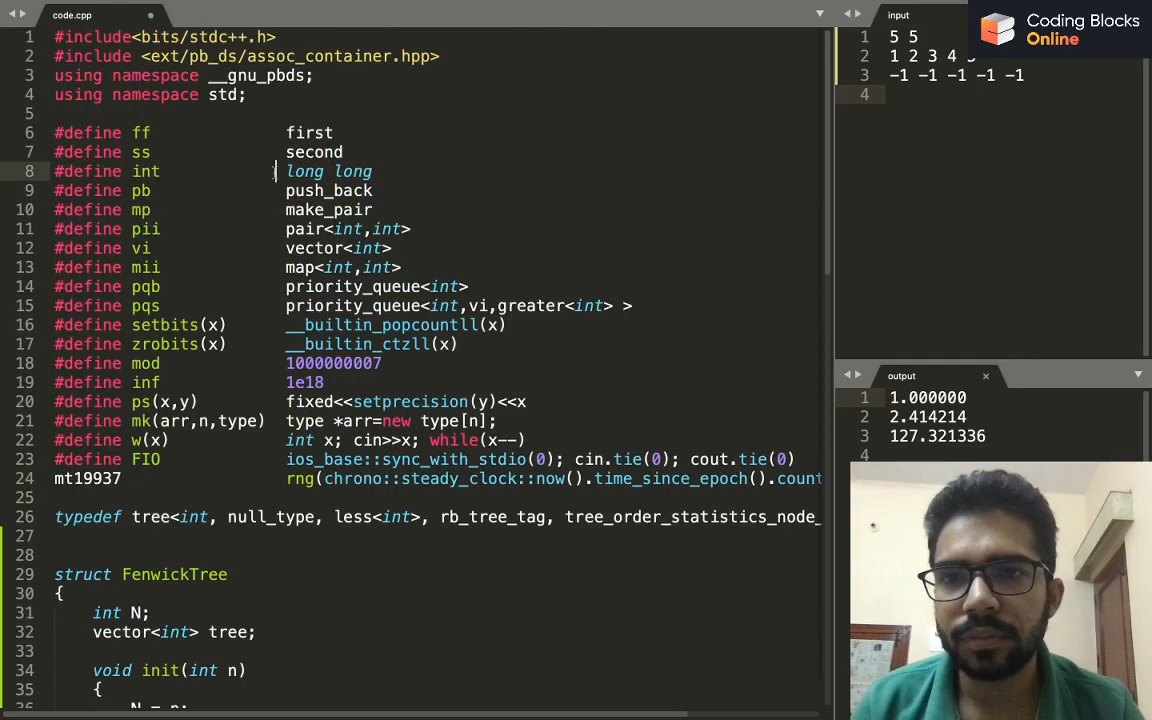 code.cpp
1 #include<bits/stdc++.h>
2 #include <ext/pb_ds/assoc_container.hpp>
3 using namespace __gnu_pbds;
4 using namespace std;
5
6 #define ff first
7 #define ss second
8 #define int long long
9 #define pb push_back
10 #define mp make_pair
11 #define pii pair<int,int>
12 #define vi vector<int>
13 #define mii map<int,int>
14 #define pqb priority_queue<int>
15 #define pqs priority_queue<int,vi,greater<int> >
16 #define setbits(x) __builtin_popcountll(x)
17 #define zrobits(x) __builtin_ctzll(x)
18 #define mod 1000000007
19 #define inf 1e18
20 #define ps(x,y) fixed<<setprecision(y)<<x
21 #define mk(arr,n,type) type *arr=new type[n];
22 #define w(x) int x; cin>>x; while(x--)
23 #define FIO ios_base::sync_with_stdio(0); cin.tie(0); cout.tie(0)
24 mt19937 rng(chrono::steady_clock::now().time_since_epoch().count
25
26 typedef tree<int, null_type, less<int>, rb_tree_tag, tree_order_statistics_node_
27
28
29 struct FenwickTree
30 {
31 int N;
32 vector<int> tree;
33
34 void init(int n)
35 {
36 N = n;
input
1 5 5
2 1 2 3 4 5
3 -1 -1 -1 -1 -1
4
Coding Blocks
Online
output
1 1.000000
2 2.414214
3 127.321336
4